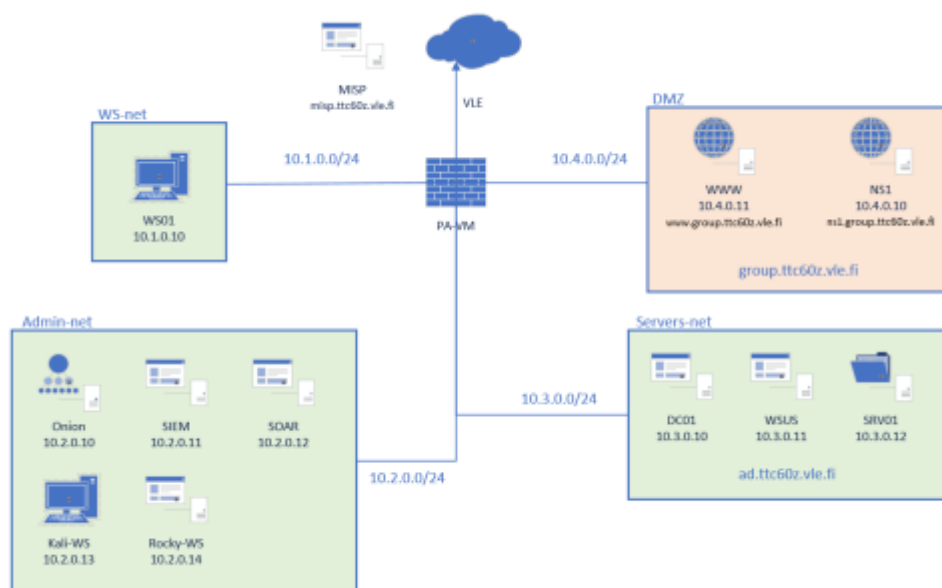 MISP
misp.ttc60z.vle.fi
VLE
WS-net
WS01
10.1.0.10
10.1.0.0/24
PA-VM
10.4.0.0/24
DMZ
WWW
10.4.0.11
www.group.ttc60z.vle.fi
NS1
10.4.0.10
ns1.group.ttc60z.vle.fi
group.ttc60z.vle.fi
Admin-net
Onion
10.2.0.10
SIEM
10.2.0.11
SOAR
10.2.0.12
Kali-WS
10.2.0.13
Rocky-WS
10.2.0.14
10.2.0.0/24
10.3.0.0/24
Servers-net
DC01
10.3.0.10
WSUS
10.3.0.11
SRV01
10.3.0.12
ad.ttc60z.vle.fi